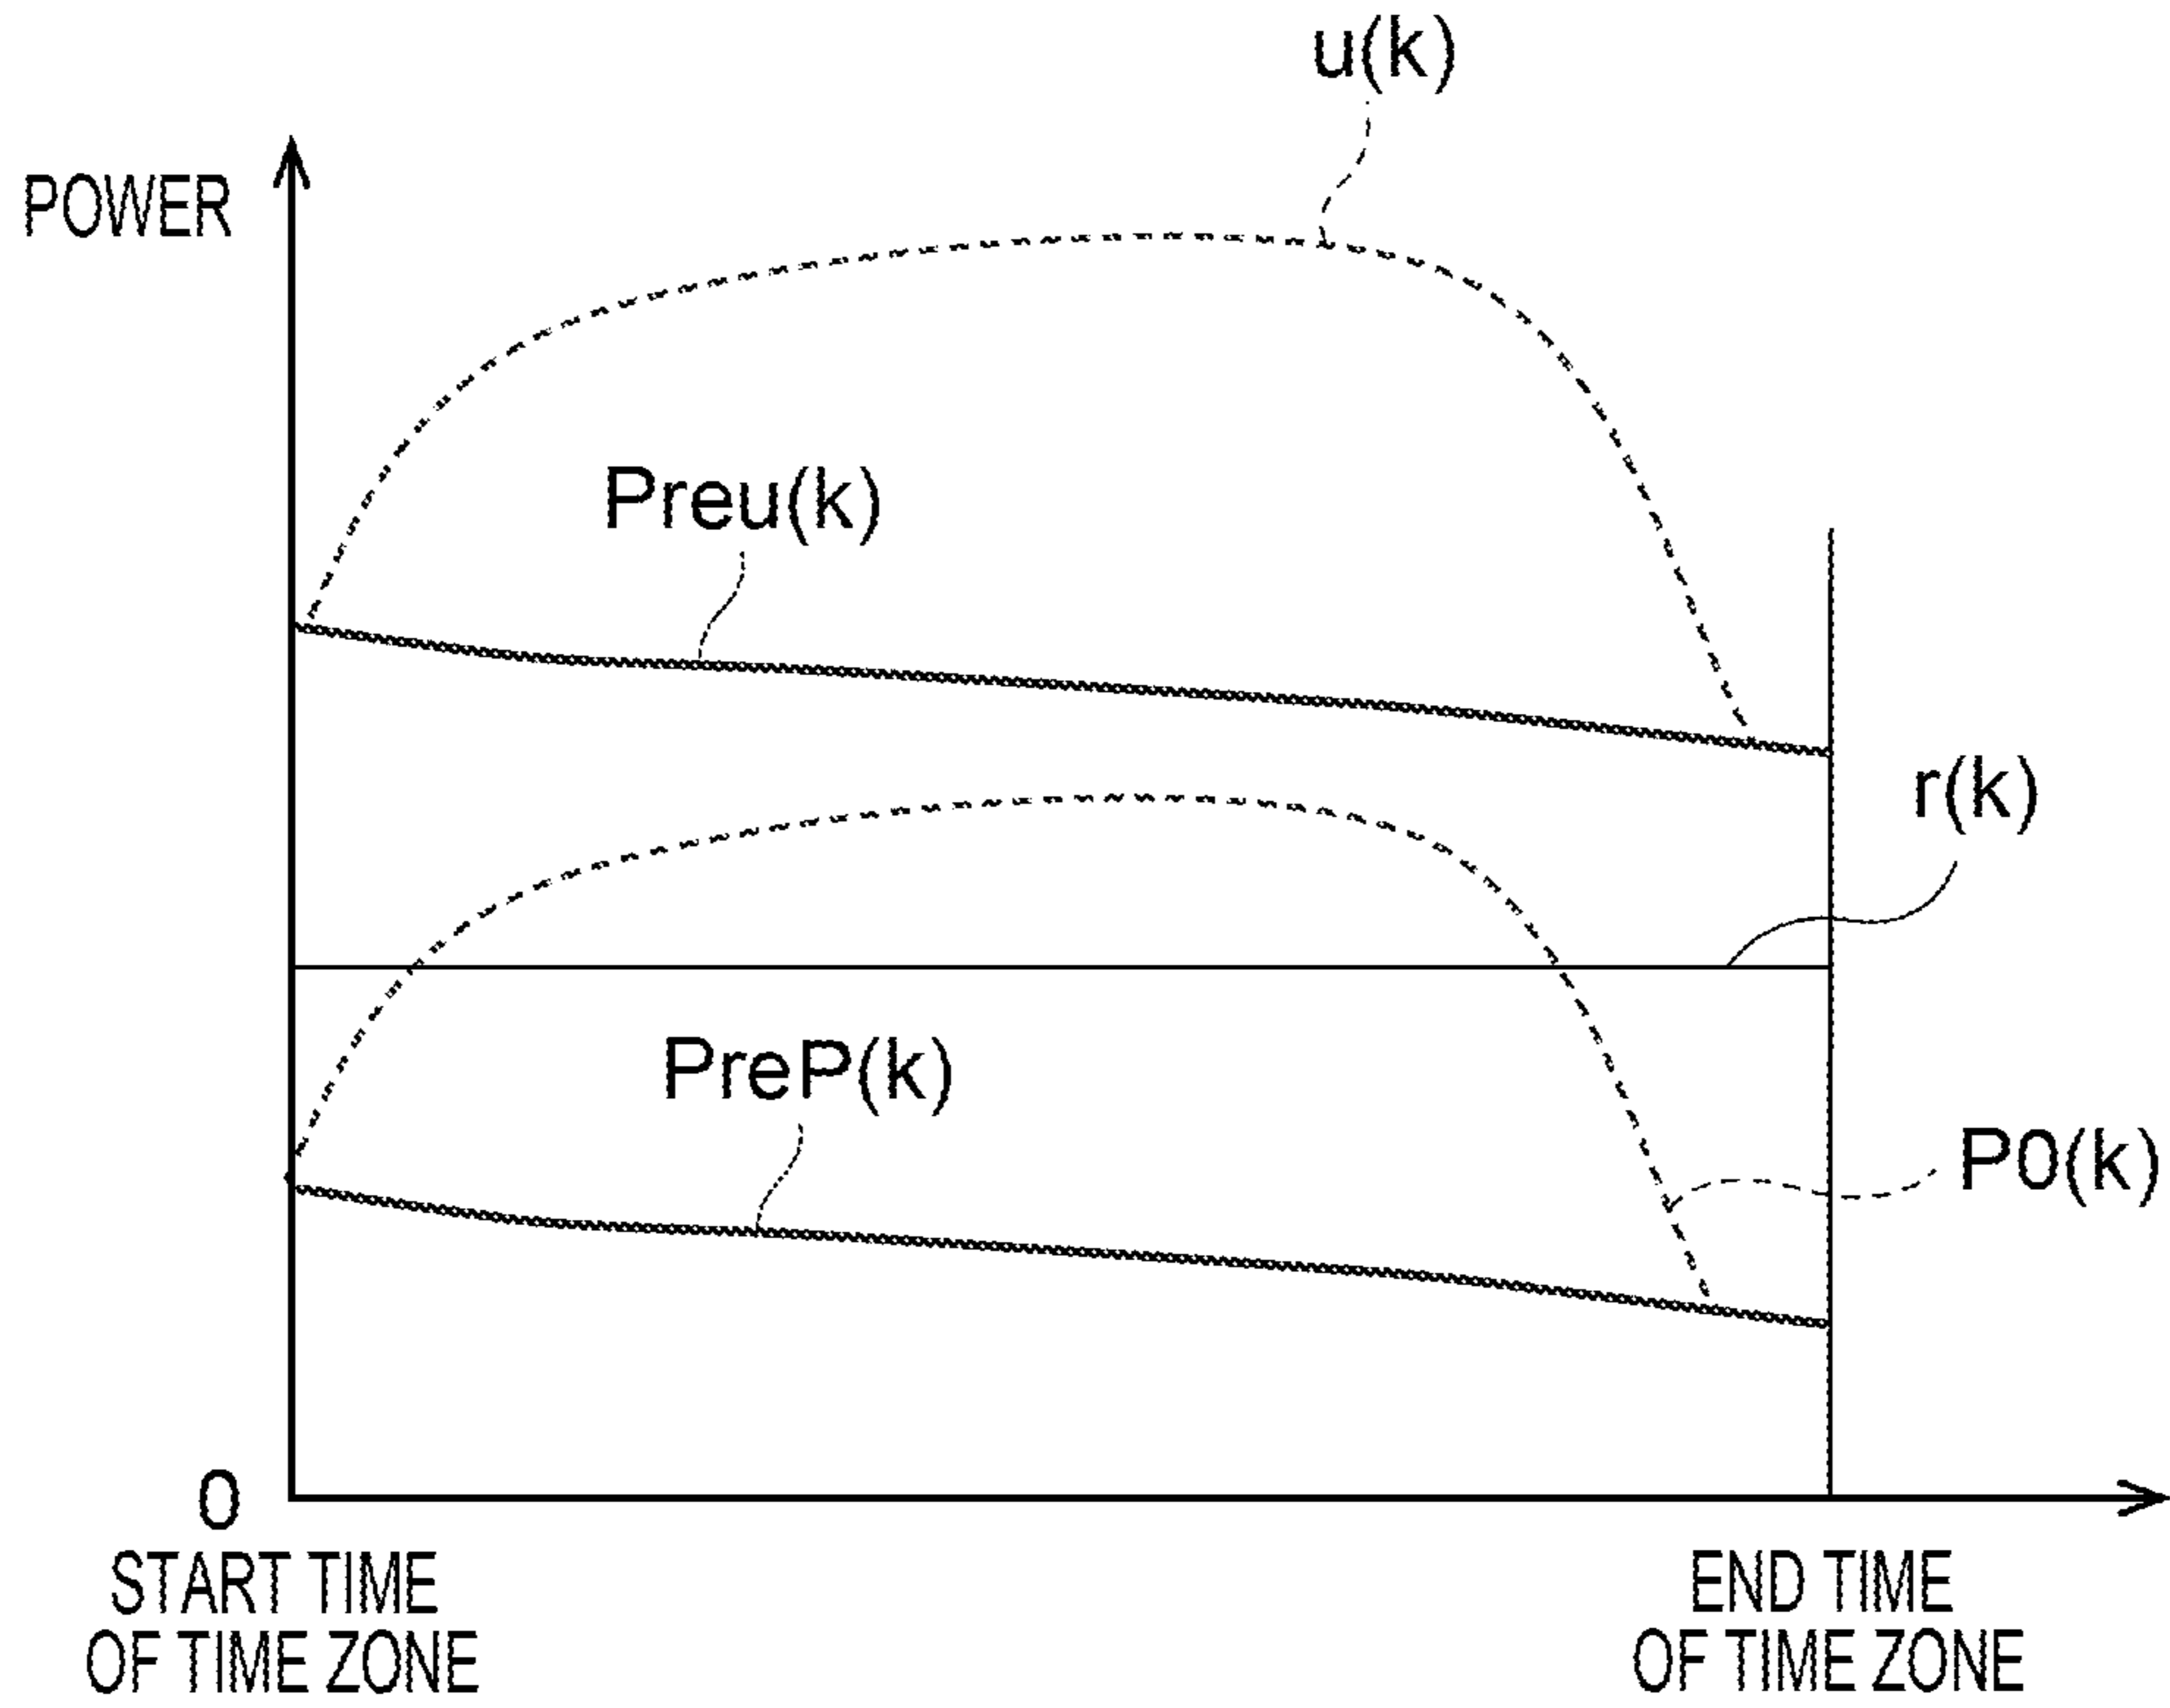 u(k)
POWER
Preu(k)
r(k)
PreP(k)
P0(k)
0
START TIME
OF TIME ZONE
END TIME
OF TIME ZONE